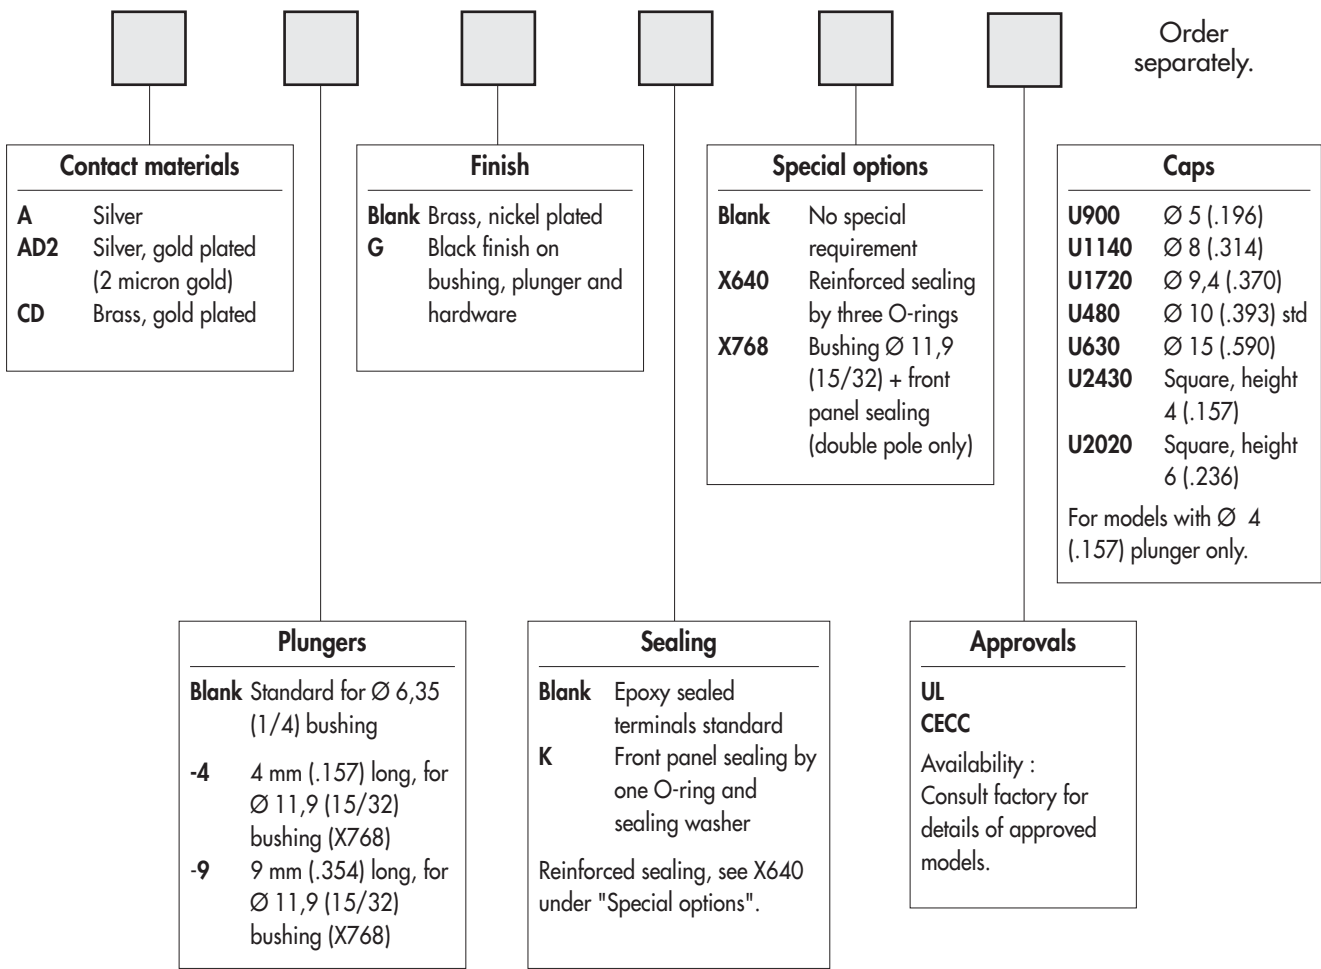 Order
separately.
Contact materials
A Silver
AD2 Silver, gold plated
(2 micron gold)
CD Brass, gold plated
Finish
Blank Brass, nickel plated
G Black finish on
bushing, plunger and
hardware
Special options
Blank No special
requirement
X640 Reinforced sealing
by three O-rings
X768 Bushing Ø 11,9
(15/32) + front
panel sealing
(double pole only)
Caps
U900 Ø 5 (.196)
U1140 Ø 8 (.314)
U1720 Ø 9,4 (.370)
U480 Ø 10 (.393) std
U630 Ø 15 (.590)
U2430 Square, height
4 (.157)
U2020 Square, height
6 (.236)
For models with Ø 4
(.157) plunger only.
Plungers
Blank Standard for Ø 6,35
(1/4) bushing
-4 4 mm (.157) long, for
Ø 11,9 (15/32)
bushing (X768)
-9 9 mm (.354) long, for
Ø 11,9 (15/32)
bushing (X768)
Sealing
Blank Epoxy sealed
terminals standard
K Front panel sealing by
one O-ring and
sealing washer
Reinforced sealing, see X640
under "Special options".
Approvals
UL
CECC
Availability :
Consult factory for
details of approved
models.